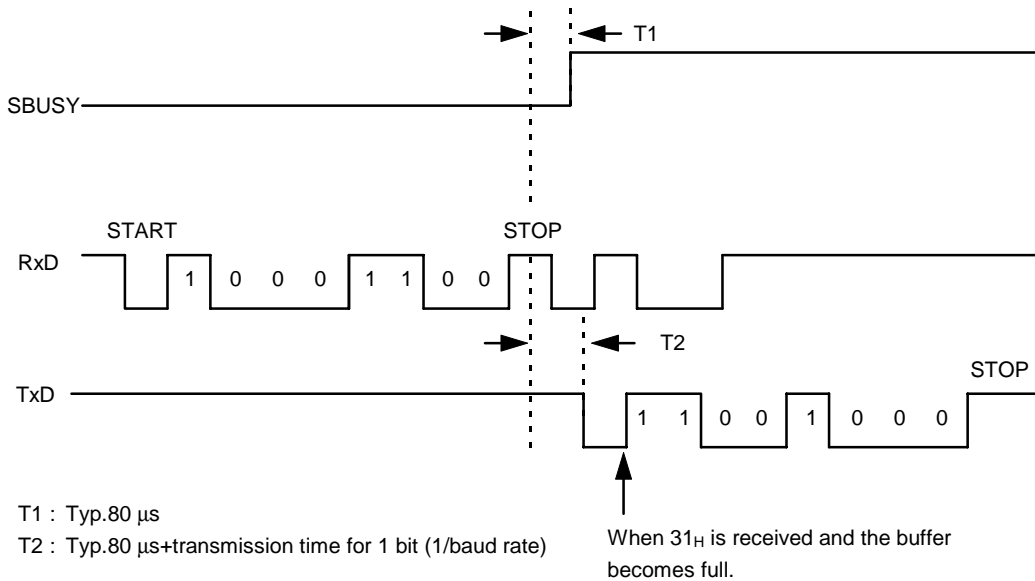 T1
SBUSY
START
STOP
RxD
1 0 0 0 1 1 0 0
T2
STOP
TxD
1 1 0 0 1 0 0 0
T1 : Typ.80 µs
T2 : Typ.80 µs+transmission time for 1 bit (1/baud rate)
When 31H is received and the buffer
becomes full.